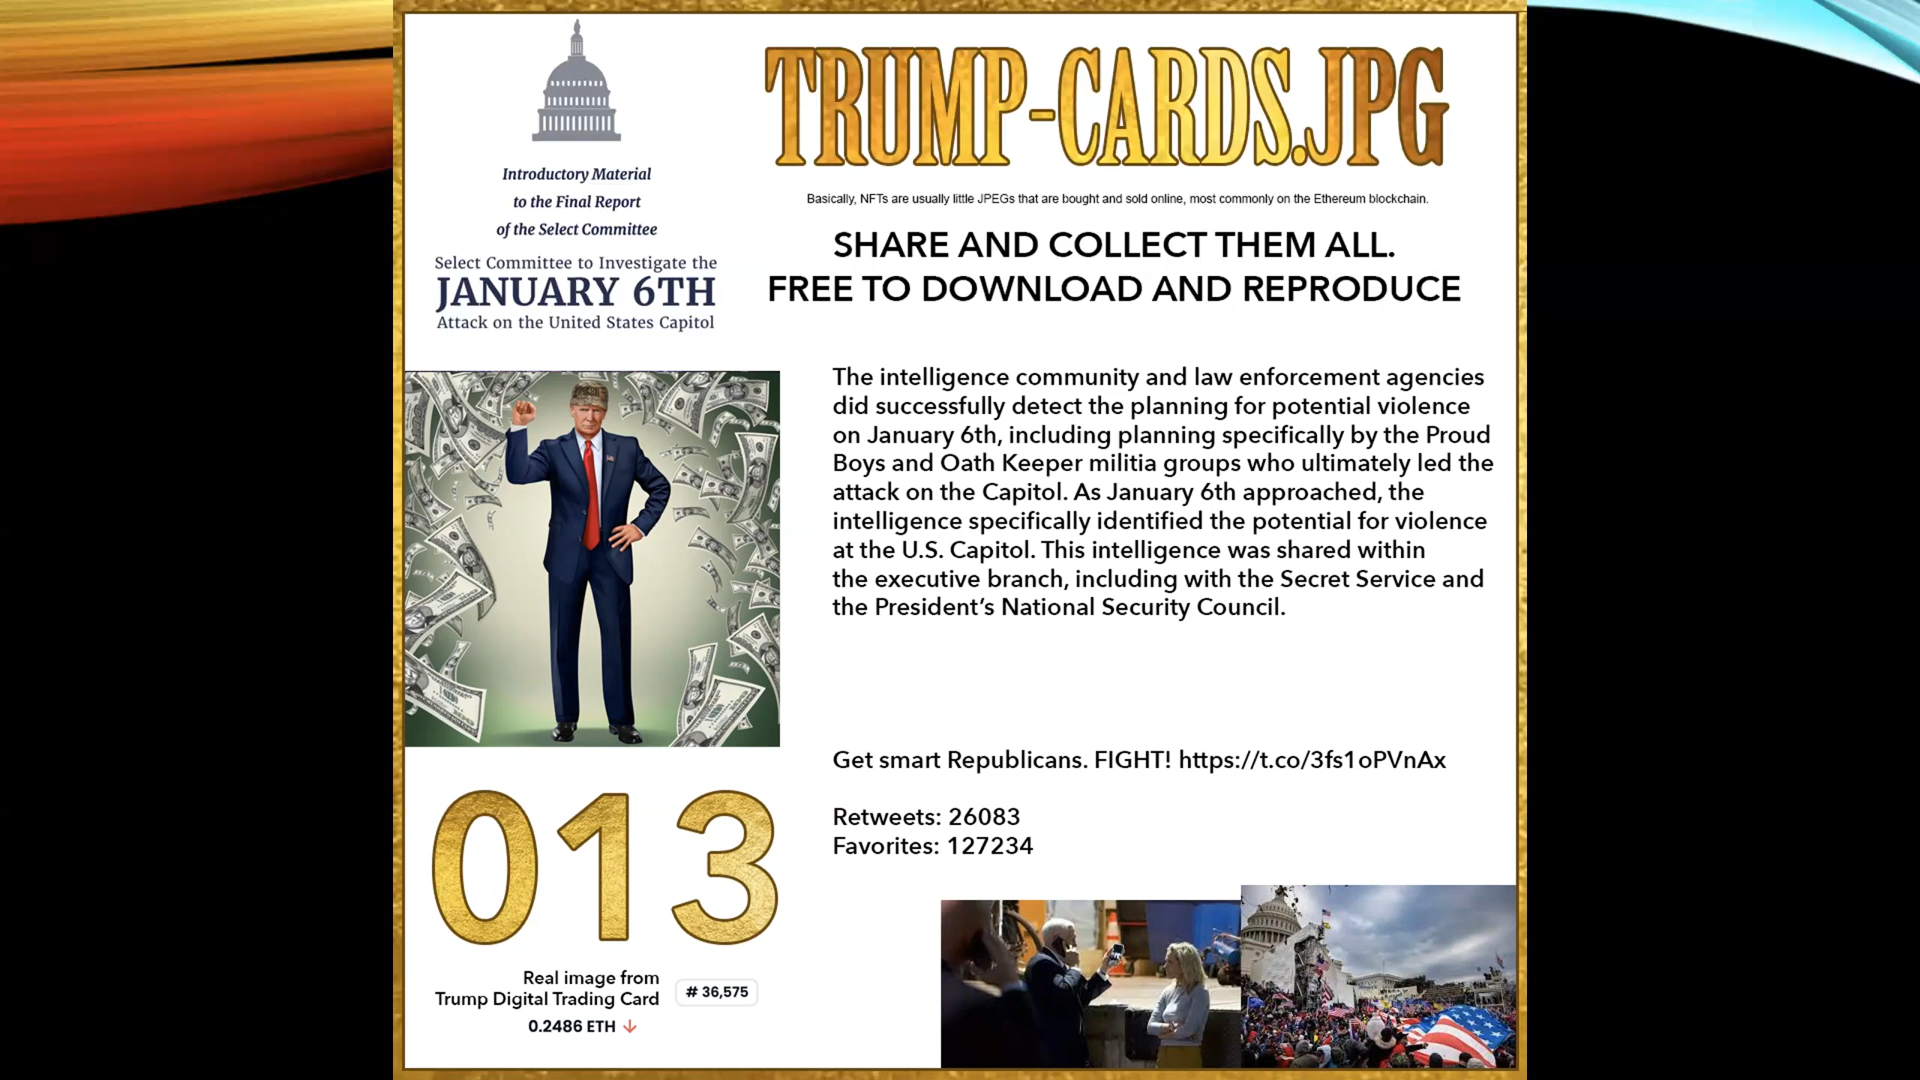 Introductory Material
to the Final Report
of the Select Committee
Select Committee to Investigate the
JANUARY 6TH
Attack on the United States Capitol
TRUMP-CARDS.JPG
Basically, NFTs are usually little JPEGs that are bought and sold online, most commonly on the Ethereum blockchain.
SHARE AND COLLECT THEM ALL.
FREE TO DOWNLOAD AND REPRODUCE
The intelligence community and law enforcement agencies
did successfully detect the planning for potential violence
on January 6th, including planning specifically by the Proud
Boys and Oath Keeper militia groups who ultimately led the
attack on the Capitol. As January 6th approached, the
intelligence specifically identified the potential for violence
at the U.S. Capitol. This intelligence was shared within
the executive branch, including with the Secret Service and
the President’s National Security Council.
Get smart Republicans. FIGHT! https://t.co/3fs1oPVnAx
Retweets: 26083
Favorites: 127234
013
Real image from
Trump Digital Trading Card
# 36,575
0.2486 ETH